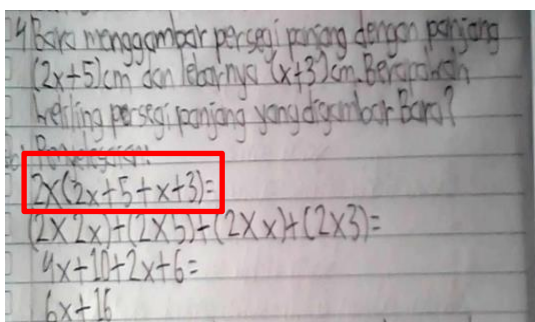 4 Bara menggambar persegi panjang dengan panjang
(2x+5)cm dan lebarnya (x+3)cm. Berapakah
keliling persegi panjang yang digambar Bara?
Penyelesaian:
2X(2x+5+x+3)=
(2X2x)+(2X5)+(2Xx)+(2X3)=
4x+10+2x+6=
6x+16